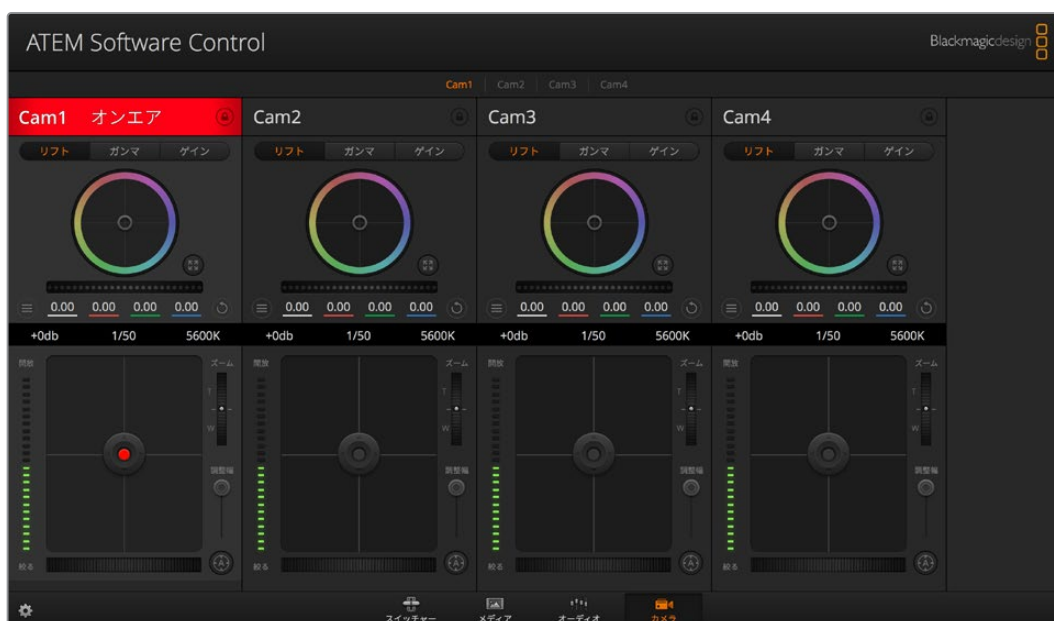 ATEM Software Control
Blackmagicdesign
Cam1 Cam2 Cam3 Cam4
Cam1 オンエア Cam2 Cam3 Cam4
リフト ガンマ ゲイン リフト ガンマ ゲイン リフト ガンマ ゲイン リフト ガンマ ゲイン
0.00 0.00 0.00 0.00 0.00 0.00 0.00 0.00 0.00 0.00 0.00 0.00 0.00 0.00 0.00 0.00
+0db 1/50 5600K +0db 1/50 5600K +0db 1/50 5600K +0db 1/50 5600K
開放 ズーム 開放 ズーム 開放 ズーム 開放 ズーム
T T T T
W W W W
調整幅 調整幅 調整幅 調整幅
絞る A 絞る A 絞る A 絞る A
スイッチャー メディア オーディオ カメラ